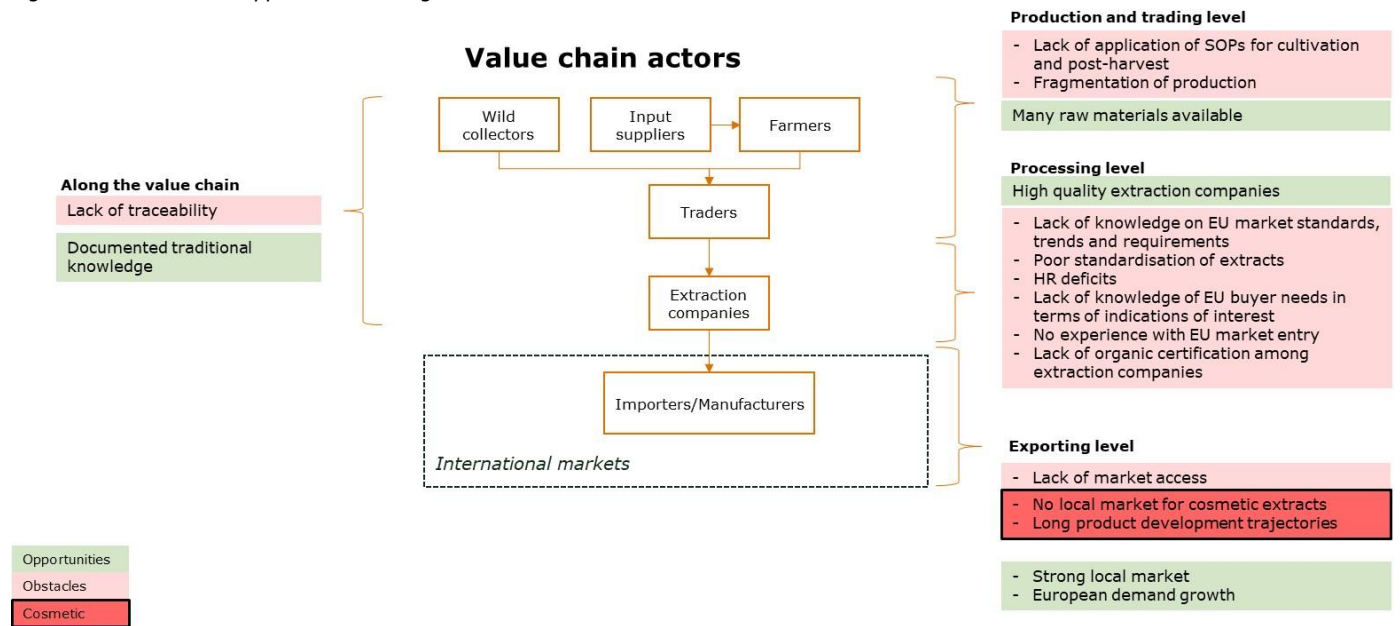 Value chain actors
Wild
collectors
Input
suppliers
Farmers
Traders
Extraction
companies
Importers/Manufacturers
International markets
Along the value chain
Lack of traceability
Documented traditional
knowledge
Production and trading level
- Lack of application of SOPs for cultivation
and post-harvest
- Fragmentation of production
Many raw materials available
Processing level
High quality extraction companies
- Lack of knowledge on EU market standards,
trends and requirements
- Poor standardisation of extracts
- HR deficits
- Lack of knowledge of EU buyer needs in
terms of indications of interest
- No experience with EU market entry
- Lack of organic certification among
extraction companies
Exporting level
- Lack of market access
- No local market for cosmetic extracts
- Long product development trajectories
- Strong local market
- European demand growth
Opportunities
Obstacles
Cosmetic